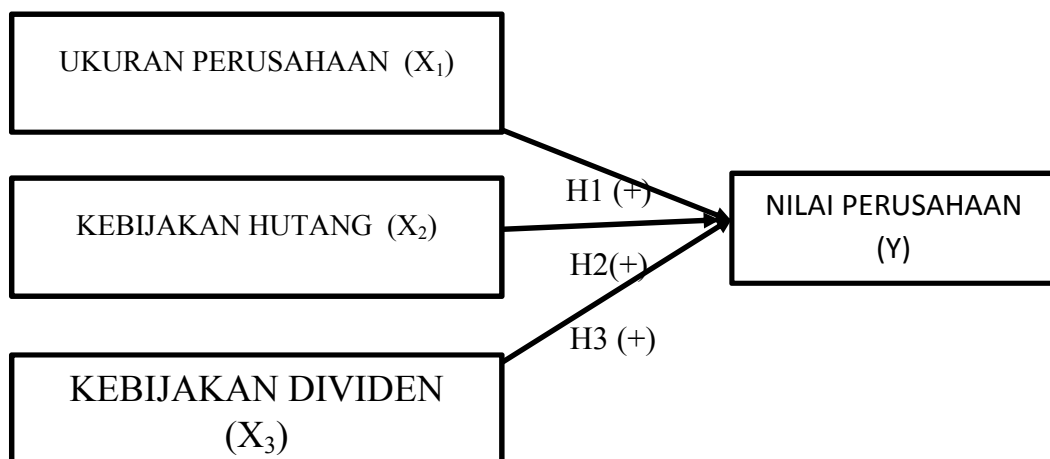 UKURAN PERUSAHAAN (X₁)
H1 (+)
KEBIJAKAN HUTANG (X₂)
NILAI PERUSAHAAN
(Y)
H2(+)
H3 (+)
KEBIJAKAN DIVIDEN
(X₃)